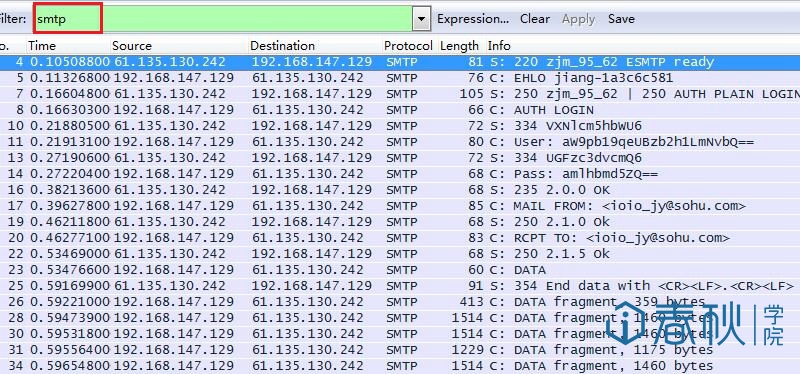 Filter: smtp Expression... Clear Apply Save
o. Time Source Destination Protocol Length Info
4 0.10508800 61.135.130.242 192.168.147.129 SMTP 81 S: 220 zjm_95_62 ESMTP ready
5 0.11326800 192.168.147.129 61.135.130.242 SMTP 76 C: EHLO jiang-1a3c6c581
7 0.16604800 61.135.130.242 192.168.147.129 SMTP 105 S: 250 zjm_95_62 | 250 AUTH PLAIN LOGIN
8 0.16630300 192.168.147.129 61.135.130.242 SMTP 66 C: AUTH LOGIN
10 0.21880500 61.135.130.242 192.168.147.129 SMTP 72 S: 334 VXNlcm5hbWU6
11 0.21913100 192.168.147.129 61.135.130.242 SMTP 80 C: User: aW9pb19qeUBzb2h1LmNvbQ==
13 0.27190600 61.135.130.242 192.168.147.129 SMTP 72 S: 334 UGFzc3dvcmQ6
14 0.27220400 192.168.147.129 61.135.130.242 SMTP 68 C: Pass: amlhbmd5ZQ==
16 0.38213600 61.135.130.242 192.168.147.129 SMTP 68 S: 235 2.0.0 Ok
17 0.39627800 192.168.147.129 61.135.130.242 SMTP 85 C: MAIL FROM: <ioio_jy@sohu.com>
19 0.46211800 61.135.130.242 192.168.147.129 SMTP 68 S: 250 2.1.0 Ok
20 0.46277100 192.168.147.129 61.135.130.242 SMTP 83 C: RCPT TO: <ioio_jy@sohu.com>
22 0.53469000 61.135.130.242 192.168.147.129 SMTP 68 S: 250 2.1.5 Ok
23 0.53476600 192.168.147.129 61.135.130.242 SMTP 60 C: DATA
25 0.59169900 61.135.130.242 192.168.147.129 SMTP 91 S: 354 End data with <CR><LF>.<CR><LF>
26 0.59221000 192.168.147.129 61.135.130.242 SMTP 413 C: DATA fragment, 359 bytes
28 0.59473900 192.168.147.129 61.135.130.242 SMTP 1514 C: DATA fragment, 1460 bytes
30 0.59531800 192.168.147.129 61.135.130.242 SMTP 1514 C: DATA fragment, 1460 bytes
31 0.59556400 192.168.147.129 61.135.130.242 SMTP 1229 C: DATA fragment, 1175 bytes
34 0.59654800 192.168.147.129 61.135.130.242 SMTP 1514 C: DATA fragment, 1460 bytes
i春秋 学院